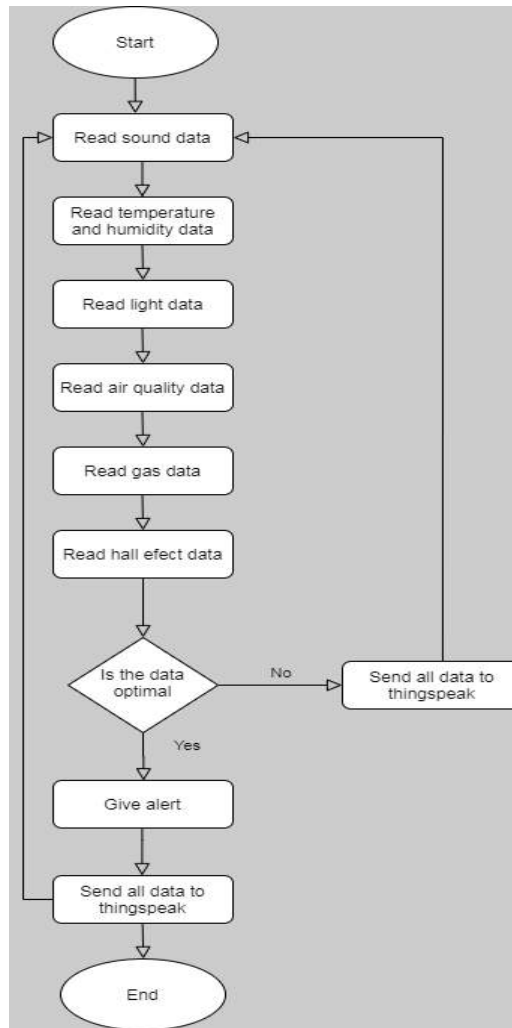 Start
Read sound data
Read temperature
and humidity data
Read light data
Read air quality data
Read gas data
Read hall efect data
Is the data
optimal
No
Send all data to
thingspeak
Yes
Give alert
Send all data to
thingspeak
End